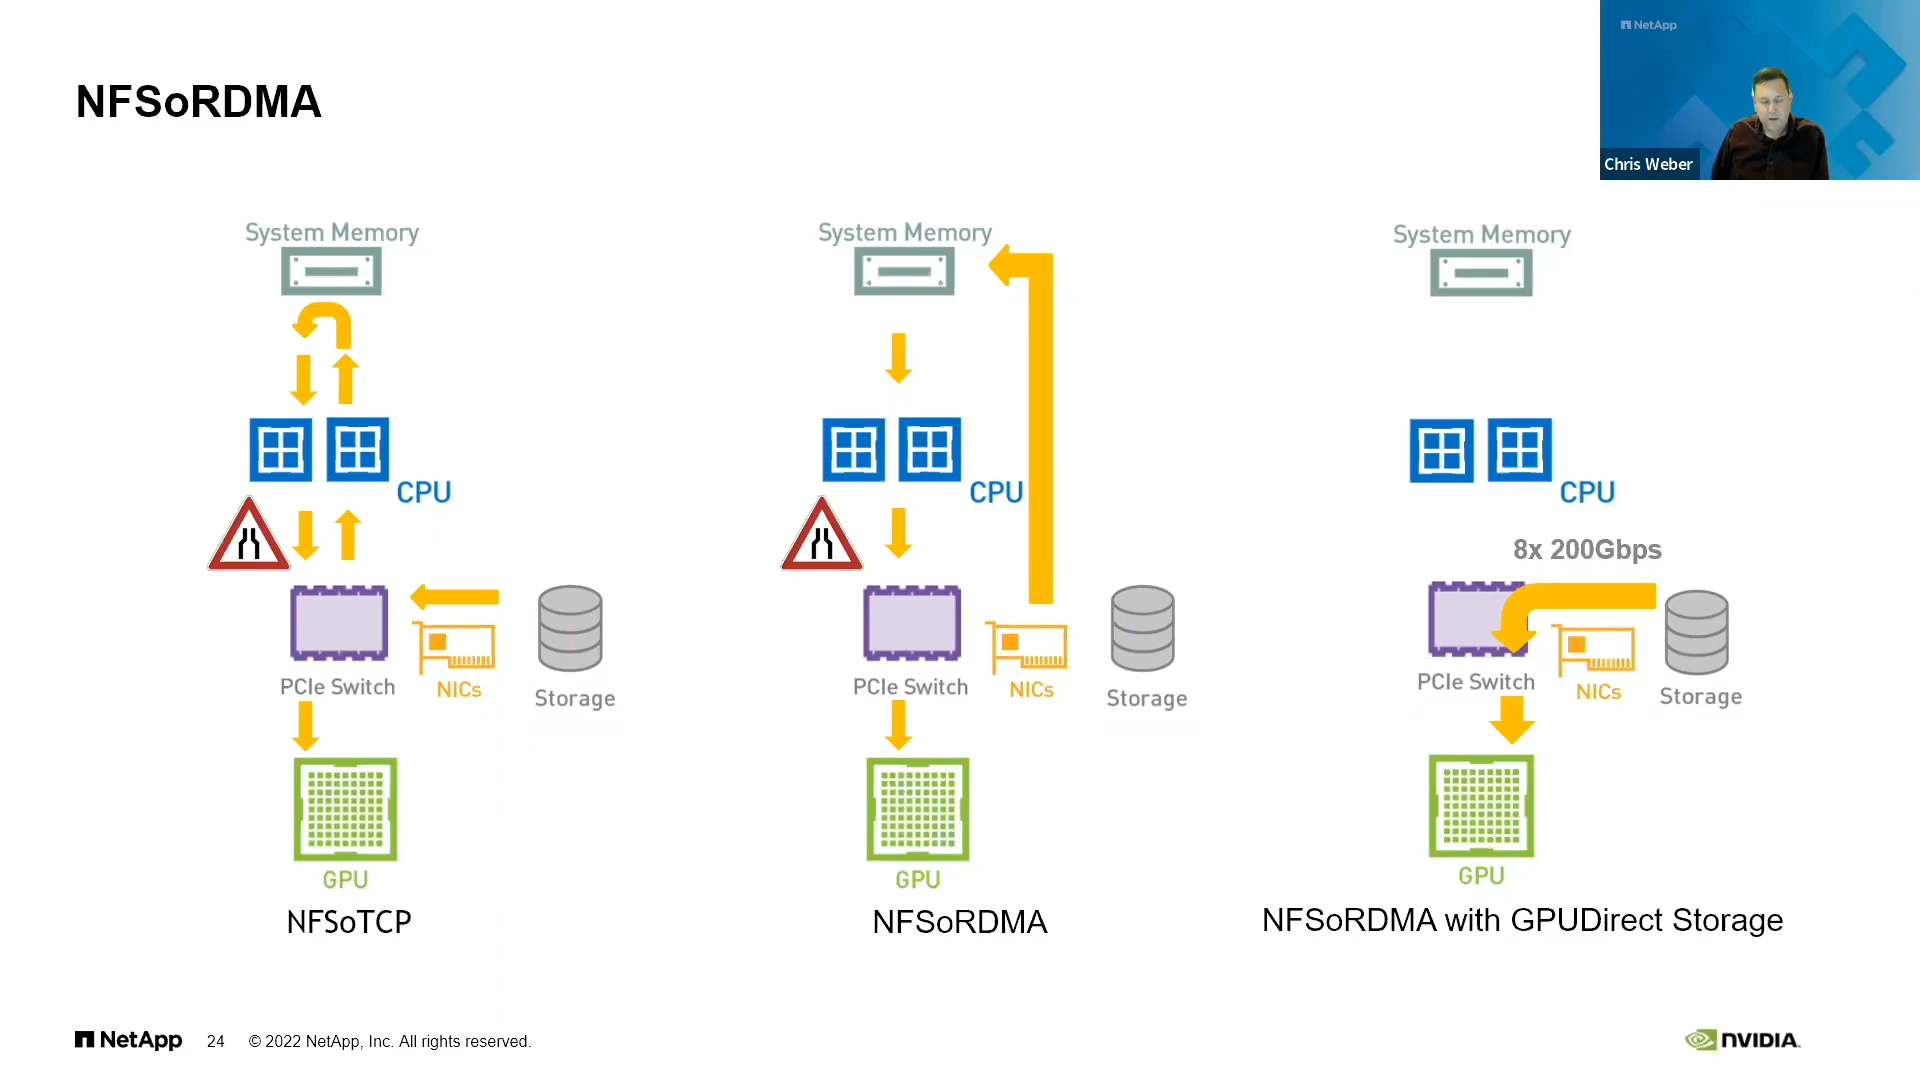 NetApp
NFSoRDMA
Chris Weber
System Memory
CPU
PCIe Switch
NICs
Storage
GPU
NFSoTCP
System Memory
CPU
PCIe Switch
NICs
Storage
GPU
NFSoRDMA
System Memory
CPU
8x 200Gbps
PCIe Switch
NICs
Storage
GPU
NFSoRDMA with GPUDirect Storage
NetApp 24 © 2022 NetApp, Inc. All rights reserved.
NVIDIA.